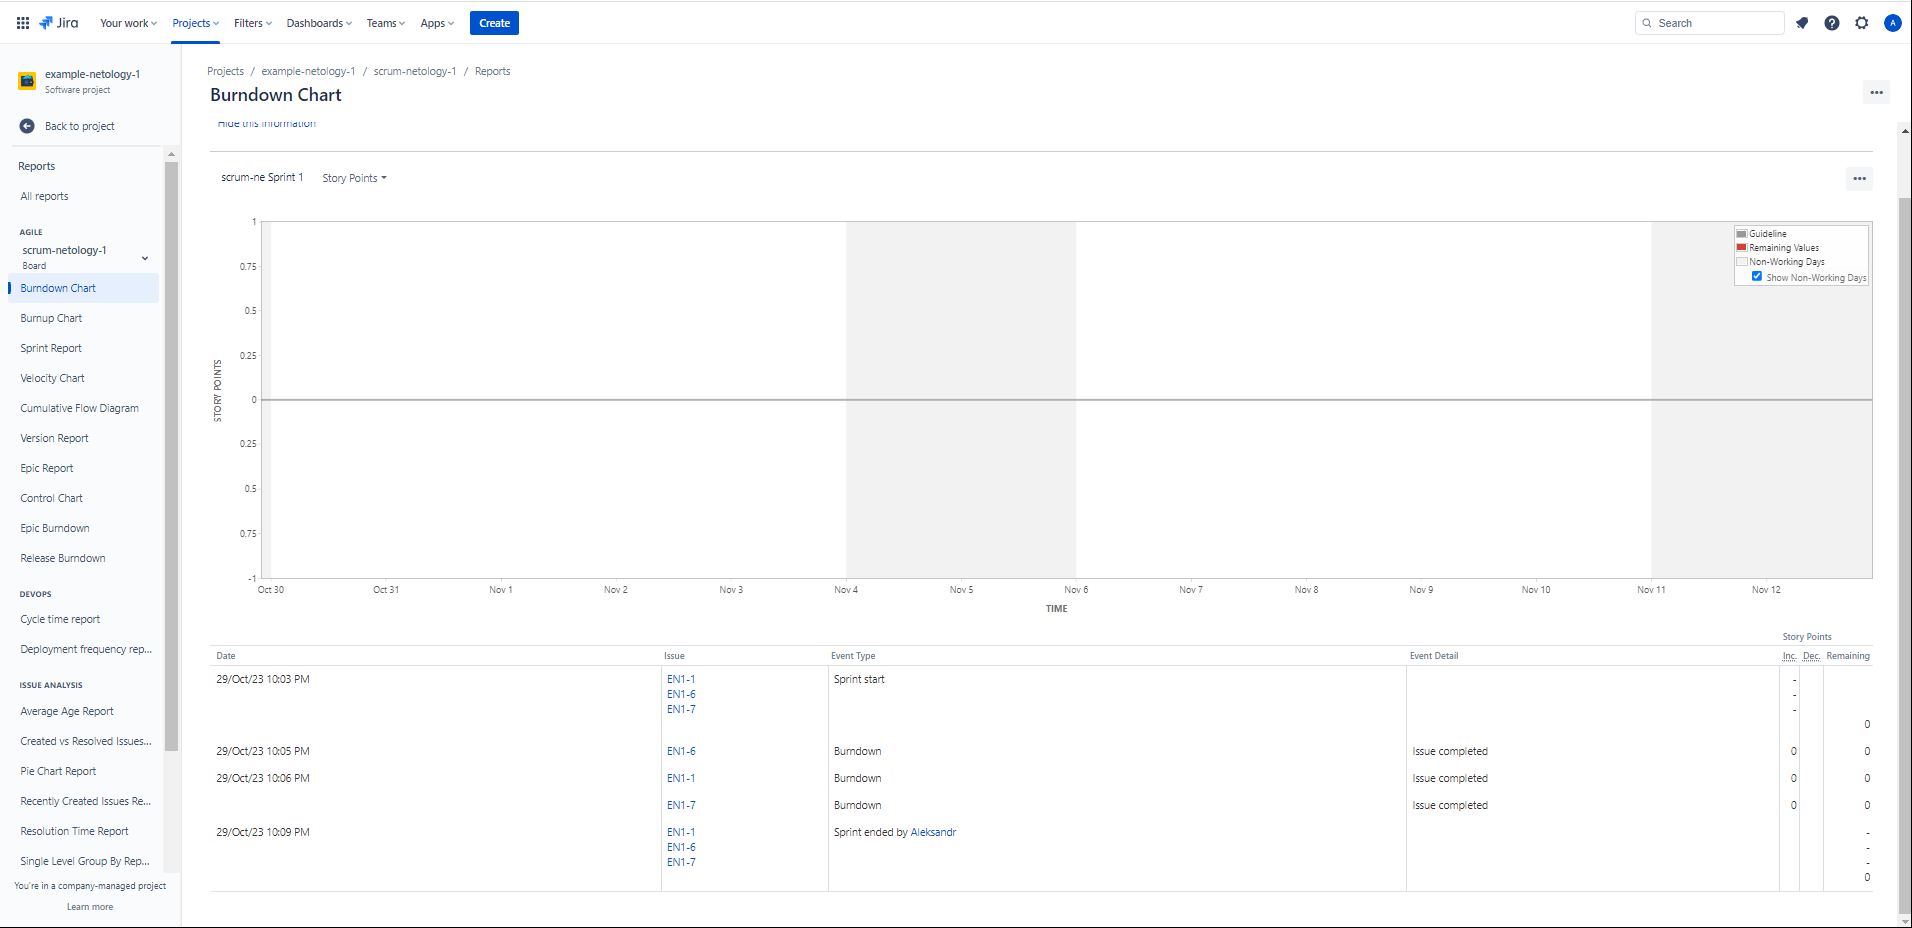 Jira Your work Projects Filters Dashboards Teams Apps Create Search A
example-netology-1
Software project
Back to project
Reports
All reports
AGILE
scrum-netology-1
Board
Burndown Chart
Burnup Chart
Sprint Report
Velocity Chart
Cumulative Flow Diagram
Version Report
Epic Report
Control Chart
Epic Burndown
Release Burndown
DEVOPS
Cycle time report
Deployment frequency rep...
ISSUE ANALYSIS
Average Age Report
Created vs Resolved Issues...
Pie Chart Report
Recently Created Issues Re...
Resolution Time Report
Single Level Group By Rep...
You're in a company-managed project
Learn more
Projects / example-netology-1 / scrum-netology-1 / Reports
Burndown Chart
Hide this information
scrum-ne Sprint 1 Story Points
1
0.75
0.5
0.25
0
0.25
0.5
0.75
-1
STORY POINTS
Guideline
Remaining Values
Non-Working Days
Show Non-Working Days
Oct 30 Oct 31 Nov 1 Nov 2 Nov 3 Nov 4 Nov 5 Nov 6 Nov 7 Nov 8 Nov 9 Nov 10 Nov 11 Nov 12
TIME
Story Points
Date Issue Event Type Event Detail Inc. Dec. Remaining
29/Oct/23 10:03 PM EN1-1 Sprint start -
EN1-6 -
EN1-7 -
0
29/Oct/23 10:05 PM EN1-6 Burndown Issue completed 0 0
29/Oct/23 10:06 PM EN1-1 Burndown Issue completed 0 0
EN1-7 Burndown Issue completed 0 0
29/Oct/23 10:09 PM EN1-1 Sprint ended by Aleksandr -
EN1-6 -
EN1-7 -
0